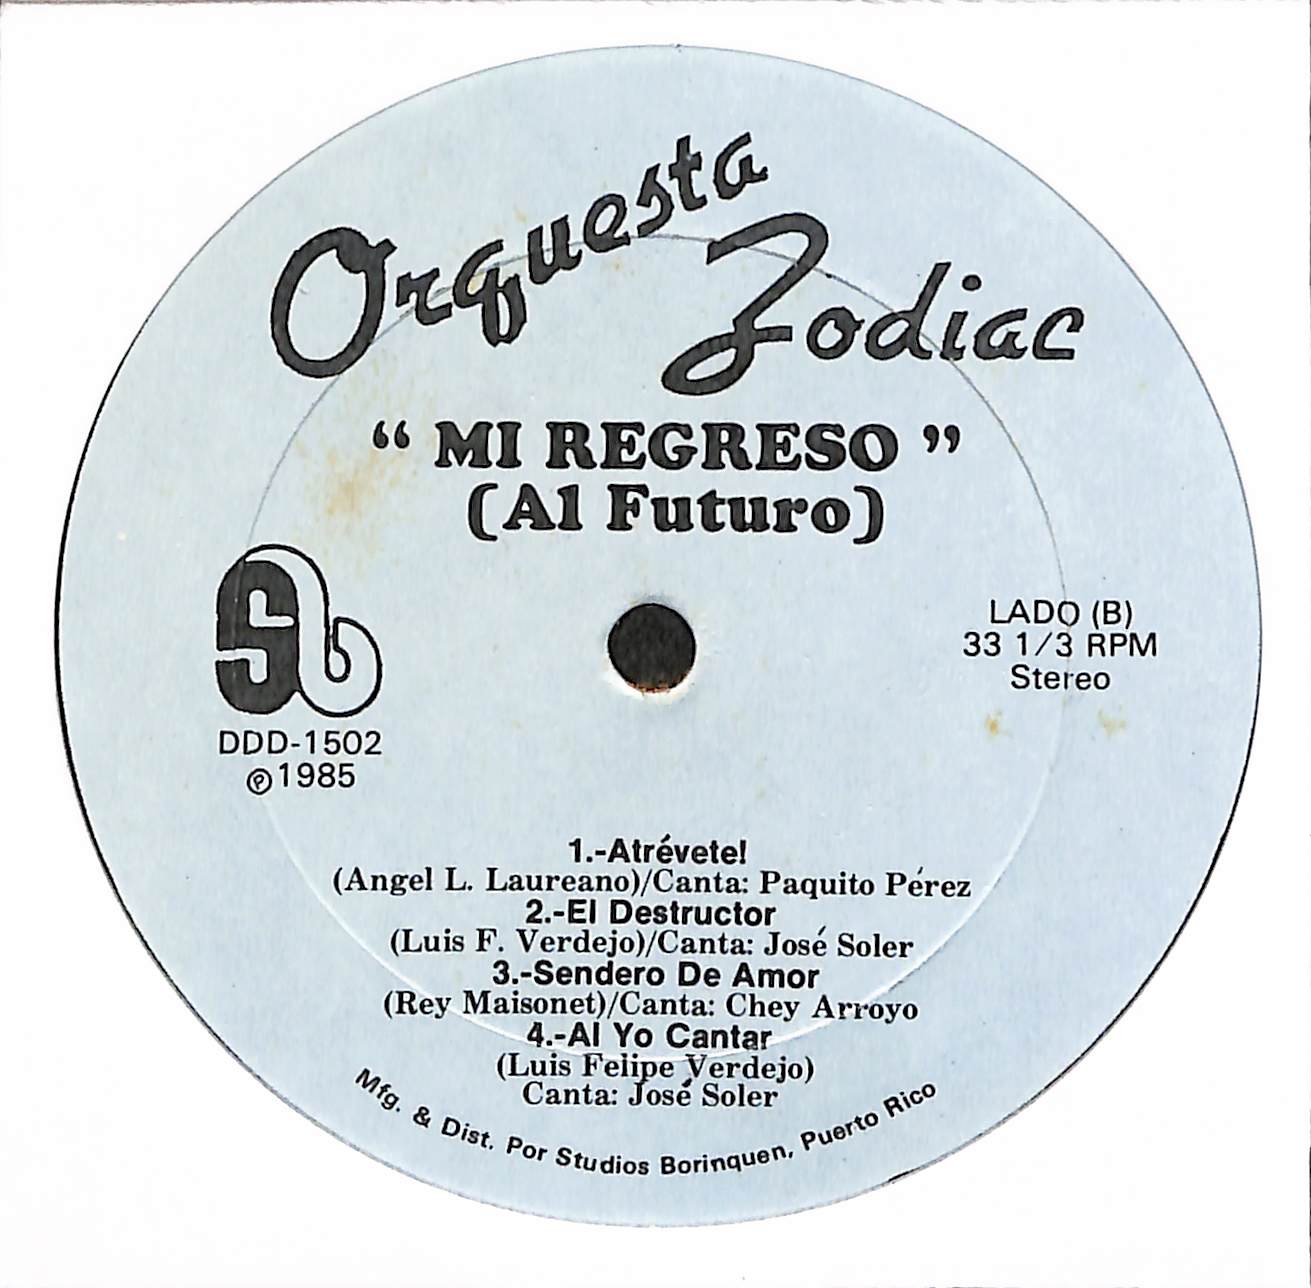 Orquesta
Zodiac
“ MI REGRESO ”
(Al Futuro)
Sb
DDD-1502
℗1985
LADO (B)
33 1/3 RPM
Stereo
1.-Atrévete!
(Angel L. Laureano)/Canta: Paquito Pérez
2.-El Destructor
(Luis F. Verdejo)/Canta: José Soler
3.-Sendero De Amor
(Rey Maisonet)/Canta: Chey Arroyo
4.-Al Yo Cantar
(Luis Felipe Verdejo)
Canta: José Soler
Mfg. & Dist. Por Studios Borinquen, Puerto Rico